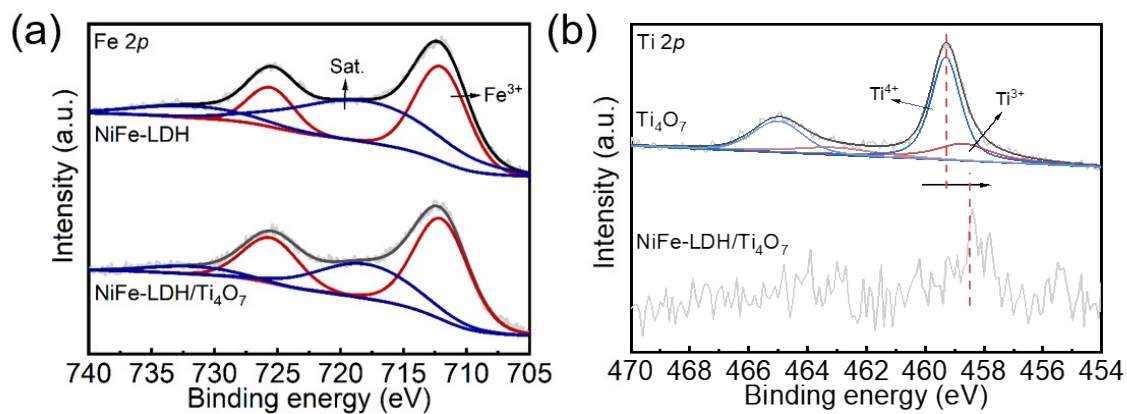 (a)
Fe 2p
Sat.
Fe³⁺
NiFe-LDH
NiFe-LDH/Ti₄O₇
Intensity (a.u.)
740 735 730 725 720 715 710 705
Binding energy (eV)
(b)
Ti 2p
Ti⁴⁺
Ti³⁺
Ti₄O₇
NiFe-LDH/Ti₄O₇
Intensity (a.u.)
470 468 466 464 462 460 458 456 454
Binding energy (eV)